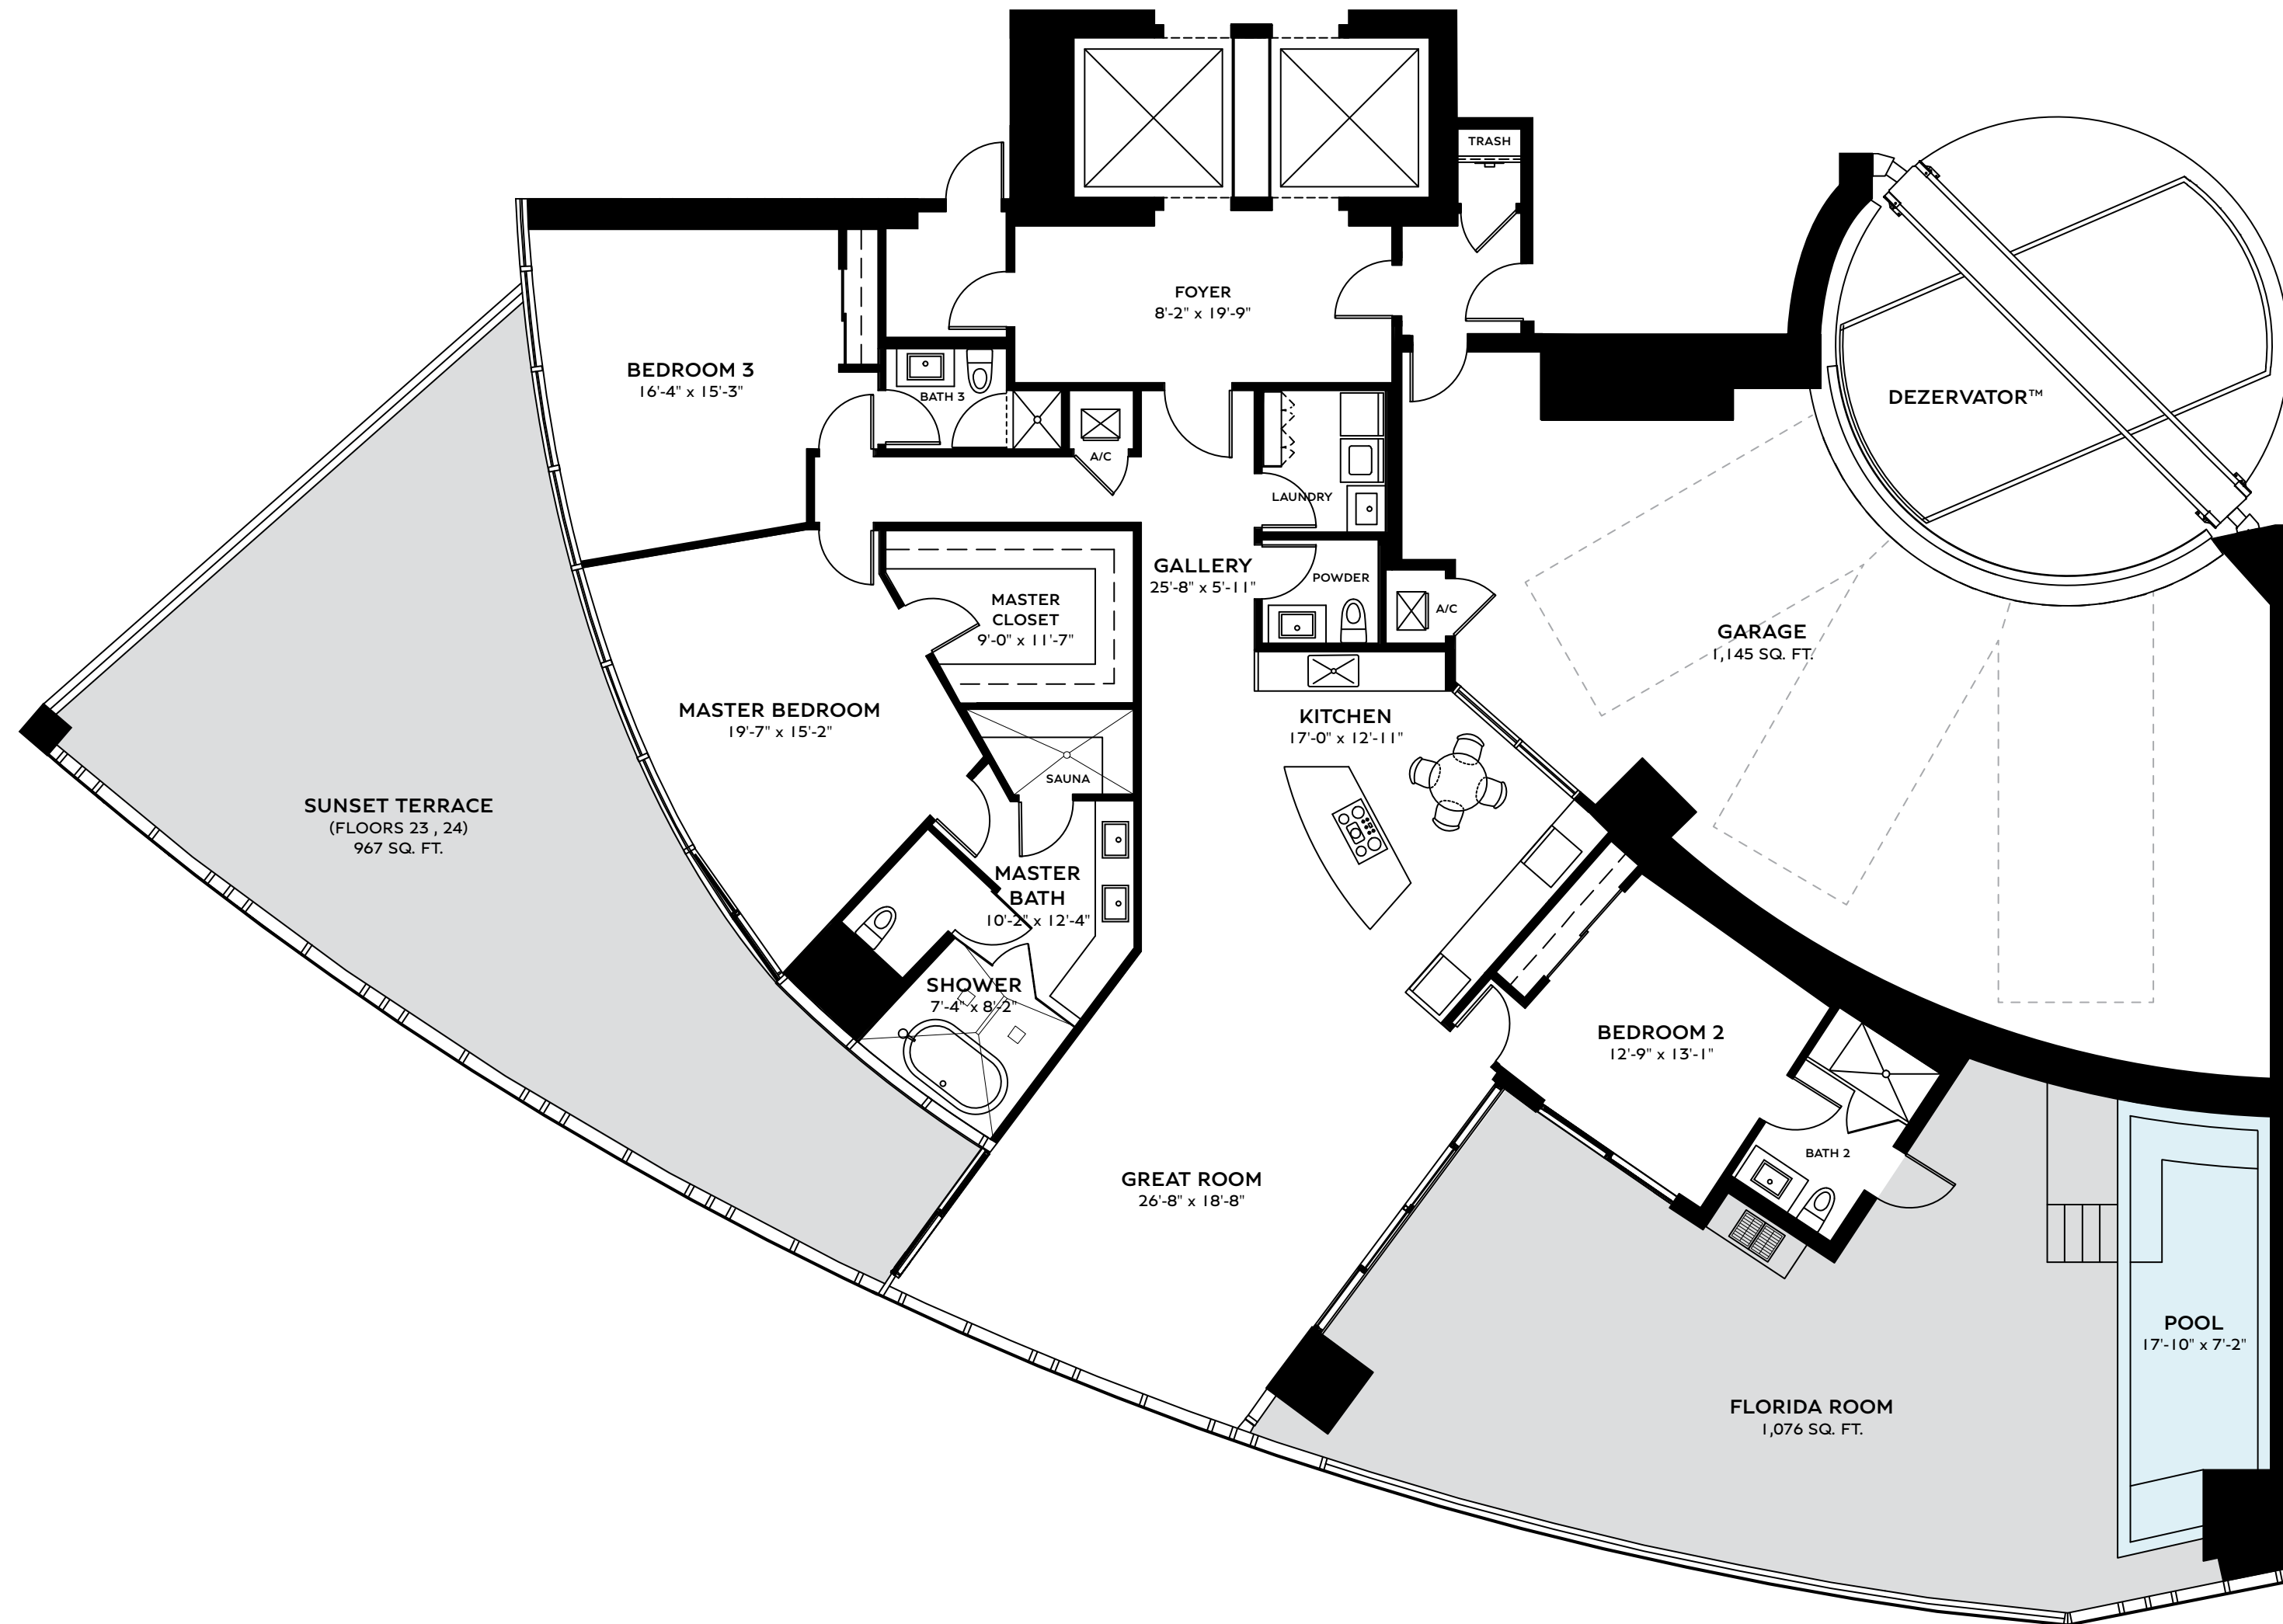 TRASH
FOYER
8'-2" x 19'-9"
BEDROOM 3
16'-4" x 15'-3"
BATH 3
A/C
DEZERVATOR™
LAUNDRY
GALLERY
25'-8" x 5'-11"
POWDER
A/C
MASTER
CLOSET
9'-0" x 11'-7"
GARAGE
1,145 SQ. FT.
MASTER BEDROOM
19'-7" x 15'-2"
KITCHEN
17'-0" x 12'-11"
SAUNA
SUNSET TERRACE
(FLOORS 23 , 24)
967 SQ. FT.
MASTER
BATH
10'-2" x 12'-4"
SHOWER
7'-4" x 8'-2"
BEDROOM 2
12'-9" x 13'-1"
BATH 2
GREAT ROOM
26'-8" x 18'-8"
POOL
17'-10" x 7'-2"
FLORIDA ROOM
1,076 SQ. FT.